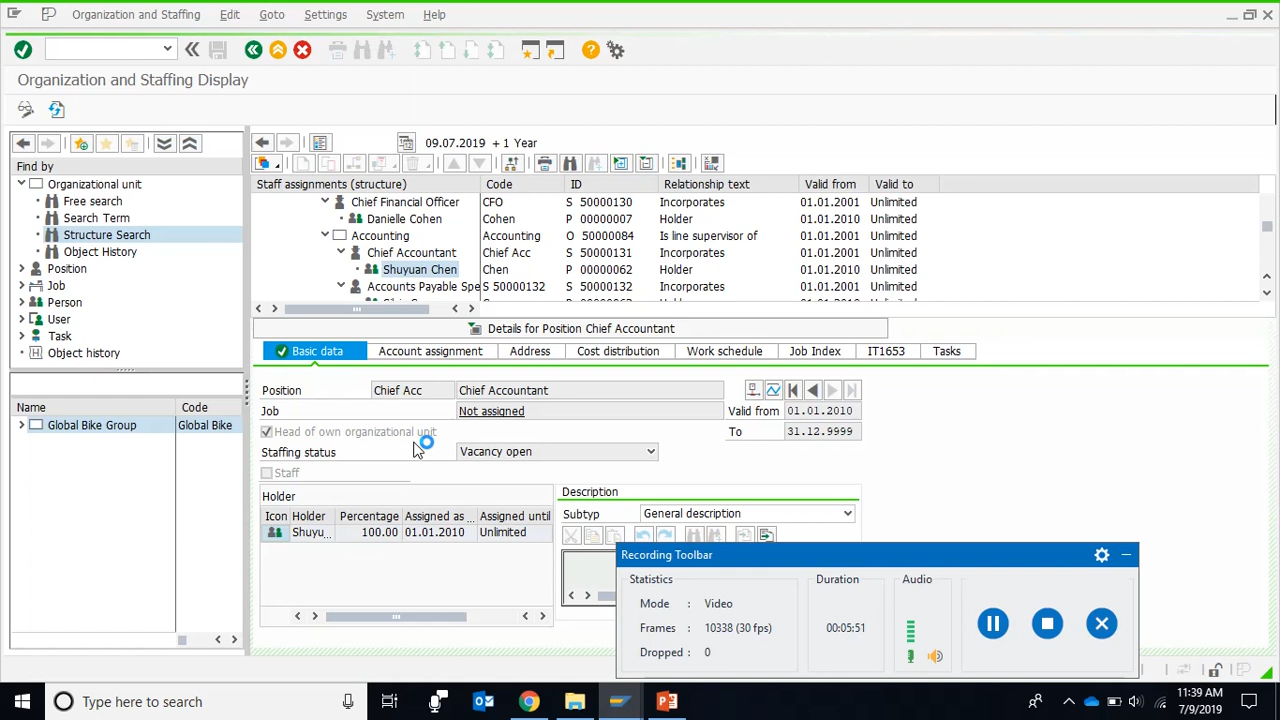 Organization and Staffing Edit Goto Settings System Help
Organization and Staffing Display
09.07.2019 + 1 Year
Find by
Organizational unit
Free search
Search Term
Structure Search
Object History
Position
Job
Person
User
Task
Object history
Name Code
Global Bike Group Global Bike
Staff assignments (structure) Code ID Relationship text Valid from Valid to
Chief Financial Officer CFO S 50000130 Incorporates 01.01.2001 Unlimited
Danielle Cohen Cohen P 00000007 Holder 01.01.2010 Unlimited
Accounting Accounting O 50000084 Is line supervisor of 01.01.2001 Unlimited
Chief Accountant Chief Acc S 50000131 Incorporates 01.01.2001 Unlimited
Shuyuan Chen Chen P 00000062 Holder 01.01.2010 Unlimited
Accounts Payable Spe S 50000132 Incorporates 01.01.2001 Unlimited
Details for Position Chief Accountant
Basic data Account assignment Address Cost distribution Work schedule Job Index IT1653 Tasks
Position Chief Acc Chief Accountant
Job Not assigned Valid from 01.01.2010
Head of own organizational unit To 31.12.9999
Staffing status Vacancy open
Staff
Holder
Icon Holder Percentage Assigned as ... Assigned until
Shuyu... 100.00 01.01.2010 Unlimited
Description
Subtyp General description
Recording Toolbar
Statistics Duration Audio
Mode : Video
Frames : 10338 (30 fps) 00:05:51
Dropped : 0
Type here to search
11:39 AM
7/9/2019